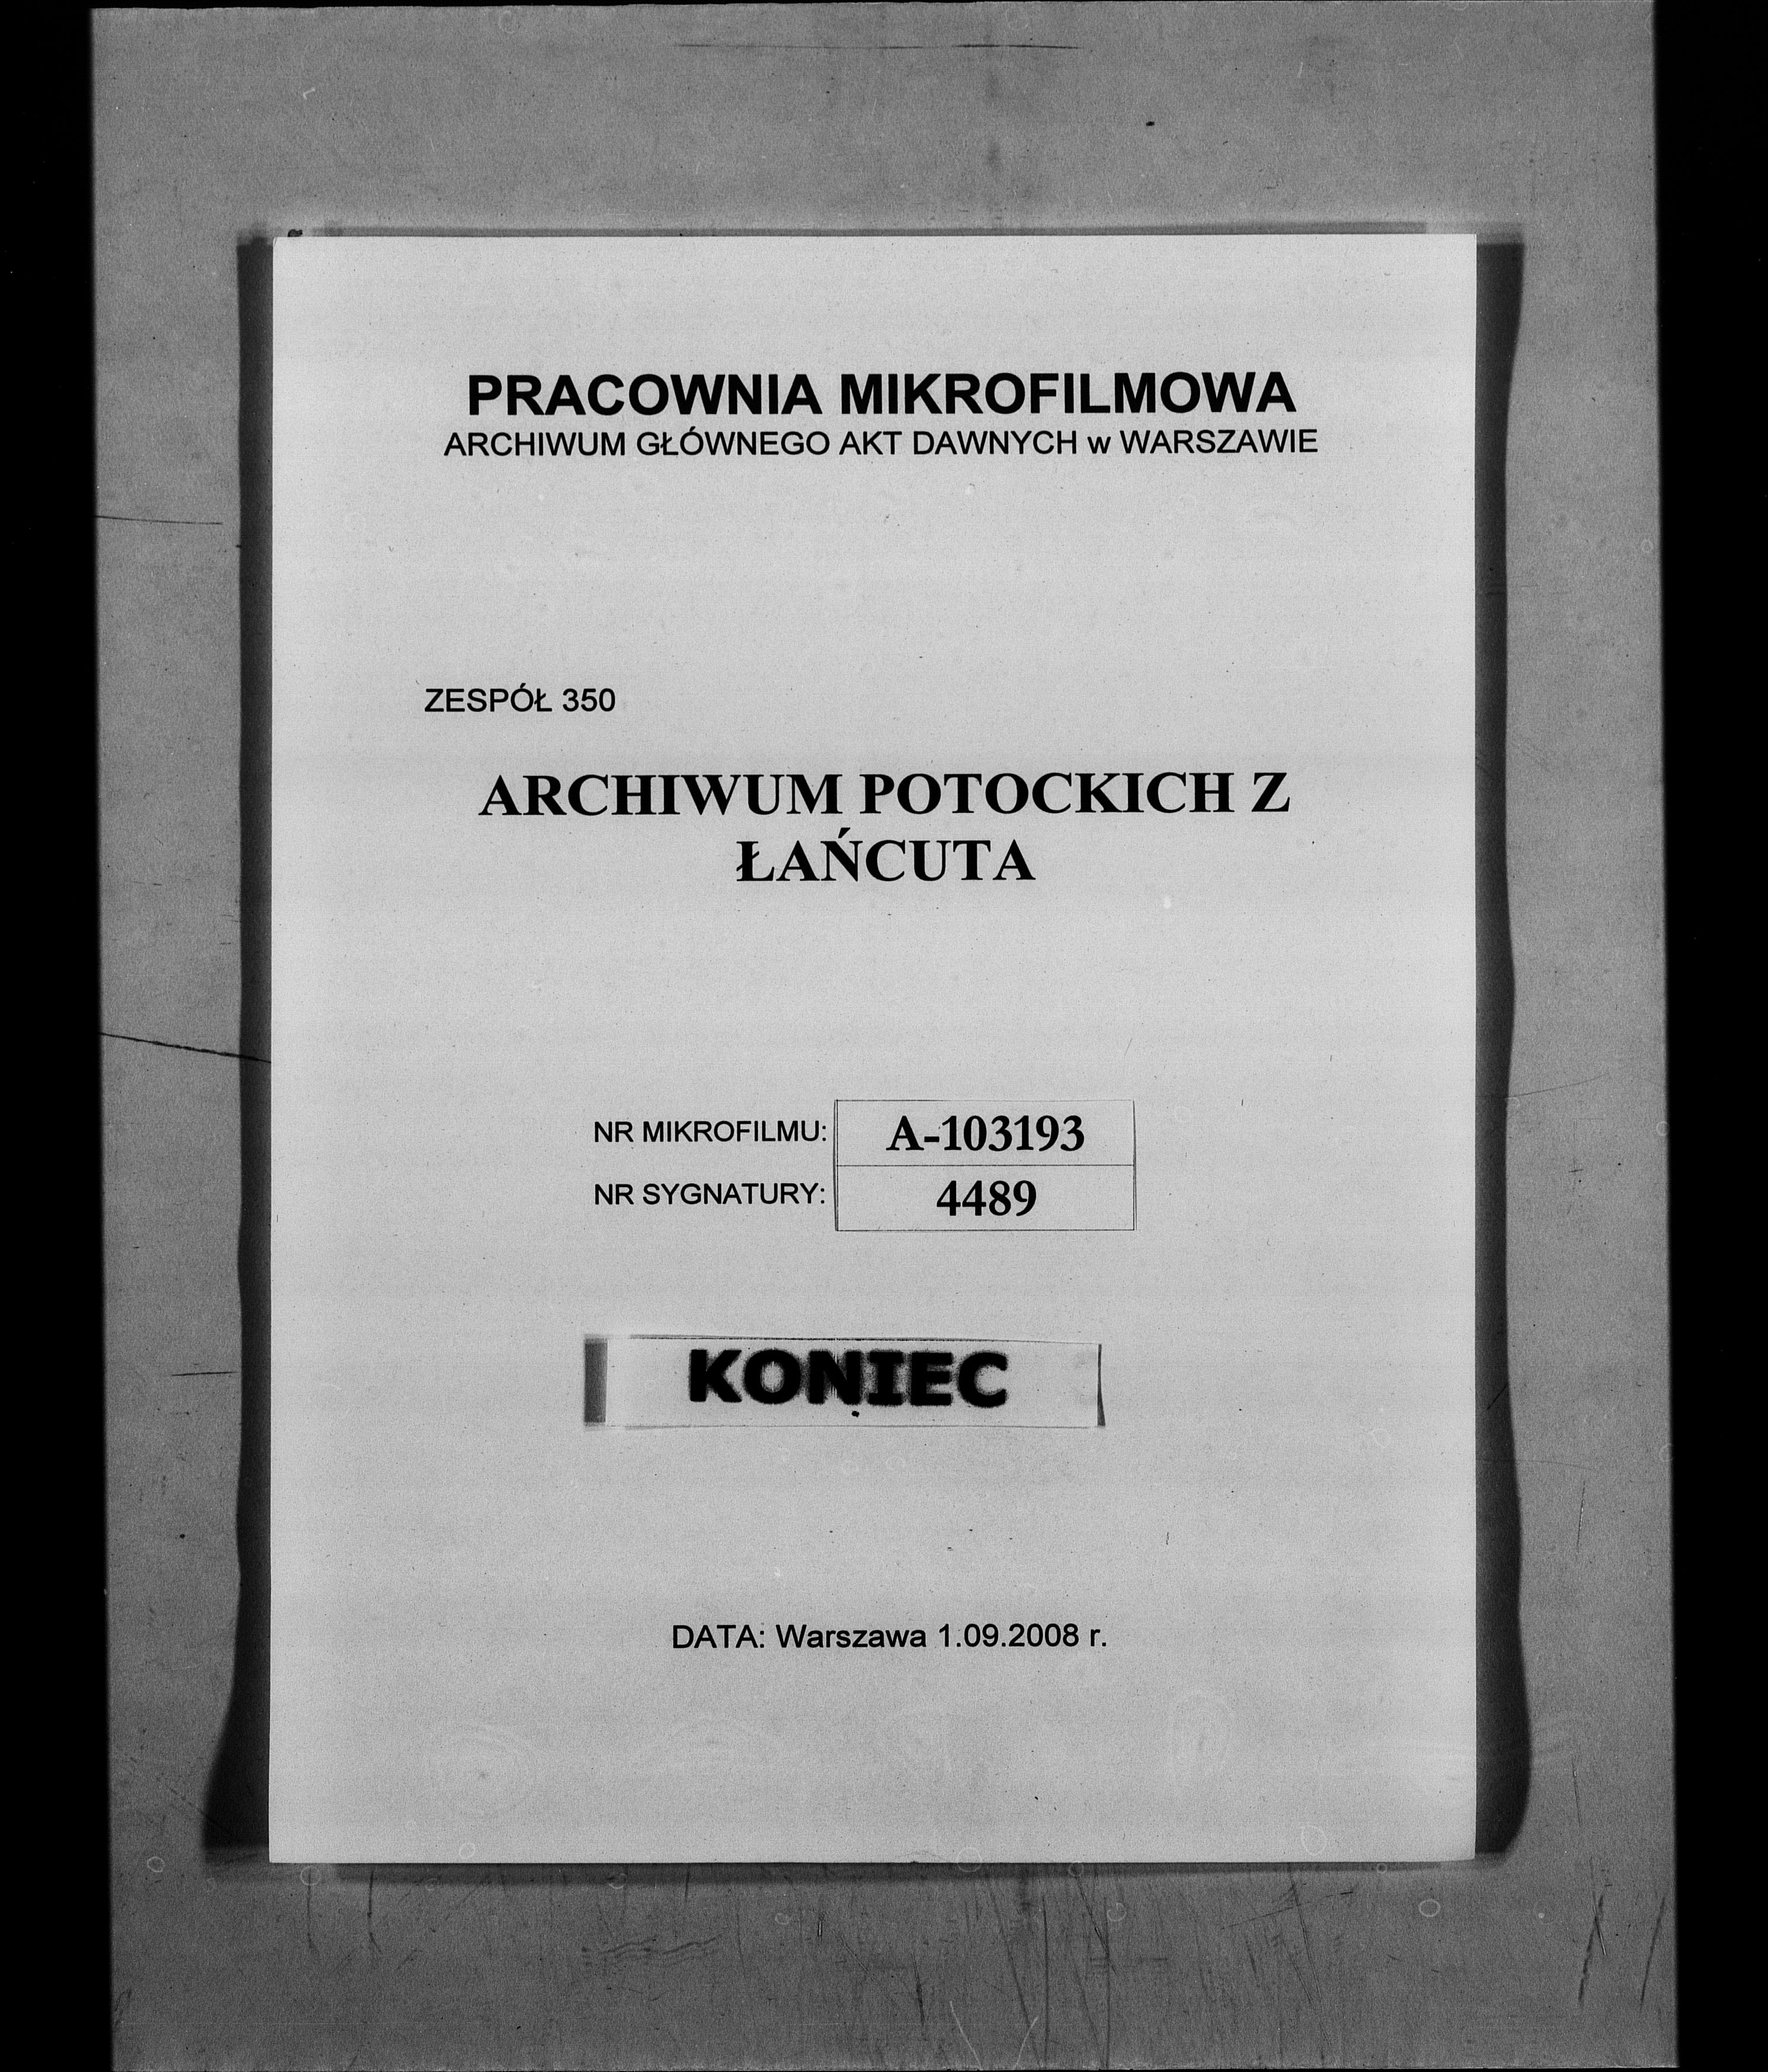 PRACOWNIA MIKROFILMOWA
ARCHIWUM GŁÓWNEGO AKT DAWNYCH w WARSZAWIE
ZESPÓŁ 350
ARCHIWUM POTOCKICH Z
ŁAŃCUTA
NR MIKROFILMU: A-103193
NR SYGNATURY: 4489
KONIEC
DATA: Warszawa 1.09.2008 r.